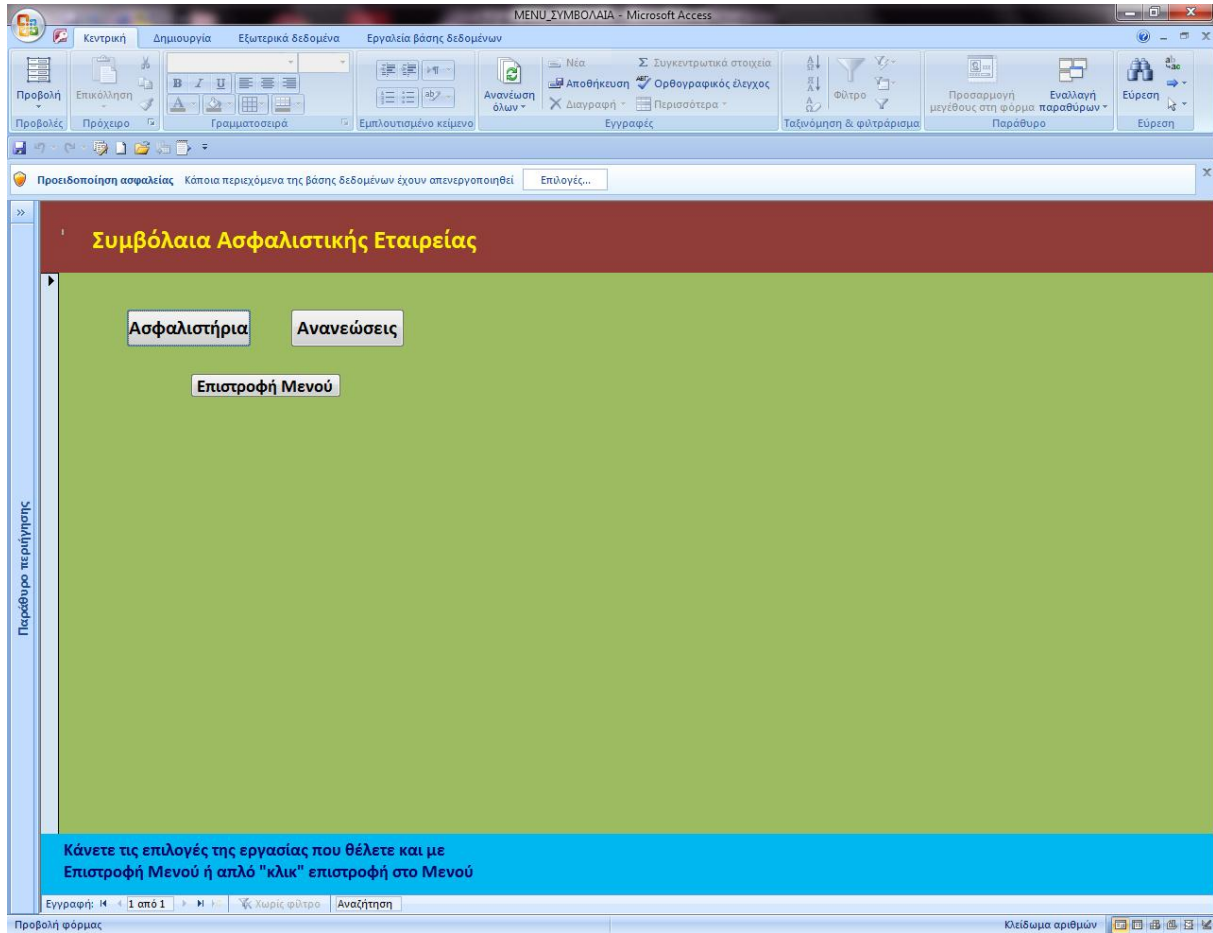 MENU_ΣΥΜΒΟΛΑΙΑ - Microsoft Access
Κεντρική Δημιουργία Εξωτερικά δεδομένα Εργαλεία βάσης δεδομένων
Προβολή
Επικόλληση
B I U
Ανανέωση όλων
Νέα
Αποθήκευση
Διαγραφή
Συγκεντρωτικά στοιχεία
Ορθογραφικός έλεγχος
Περισσότερα
Φίλτρο
Προσαρμογή
μεγέθους στη φόρμα
Εναλλαγή
παραθύρων
Εύρεση
Προβολές Πρόχειρο Γραμματοσειρά Εμπλουτισμένο κείμενο Εγγραφές Ταξινόμηση & φιλτράρισμα Παράθυρο Εύρεση
Προειδοποίηση ασφαλείας Κάποια περιεχόμενα της βάσης δεδομένων έχουν απενεργοποιηθεί Επιλογές...
Συμβόλαια Ασφαλιστικής Εταιρείας
Ασφαλιστήρια Ανανεώσεις
Επιστροφή Μενού
Παράθυρο περιήγησης
Κάνετε τις επιλογές της εργασίας που θέλετε και με
Επιστροφή Μενού ή απλό "κλικ" επιστροφή στο Μενού
Εγγραφή: 1 από 1 Χωρίς φίλτρο Αναζήτηση
Προβολή φόρμας Κλείδωμα αριθμών